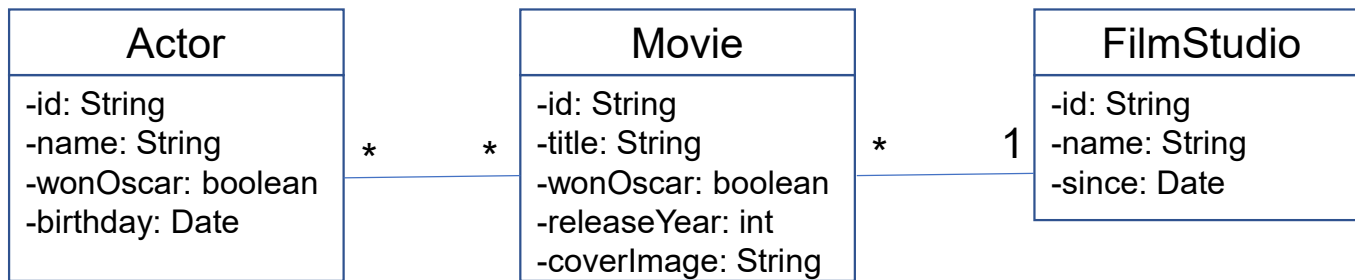 Actor
-id: String
-name: String
-wonOscar: boolean
-birthday: Date
* *
Movie
-id: String
-title: String
-wonOscar: boolean
-releaseYear: int
-coverImage: String
* 1
FilmStudio
-id: String
-name: String
-since: Date